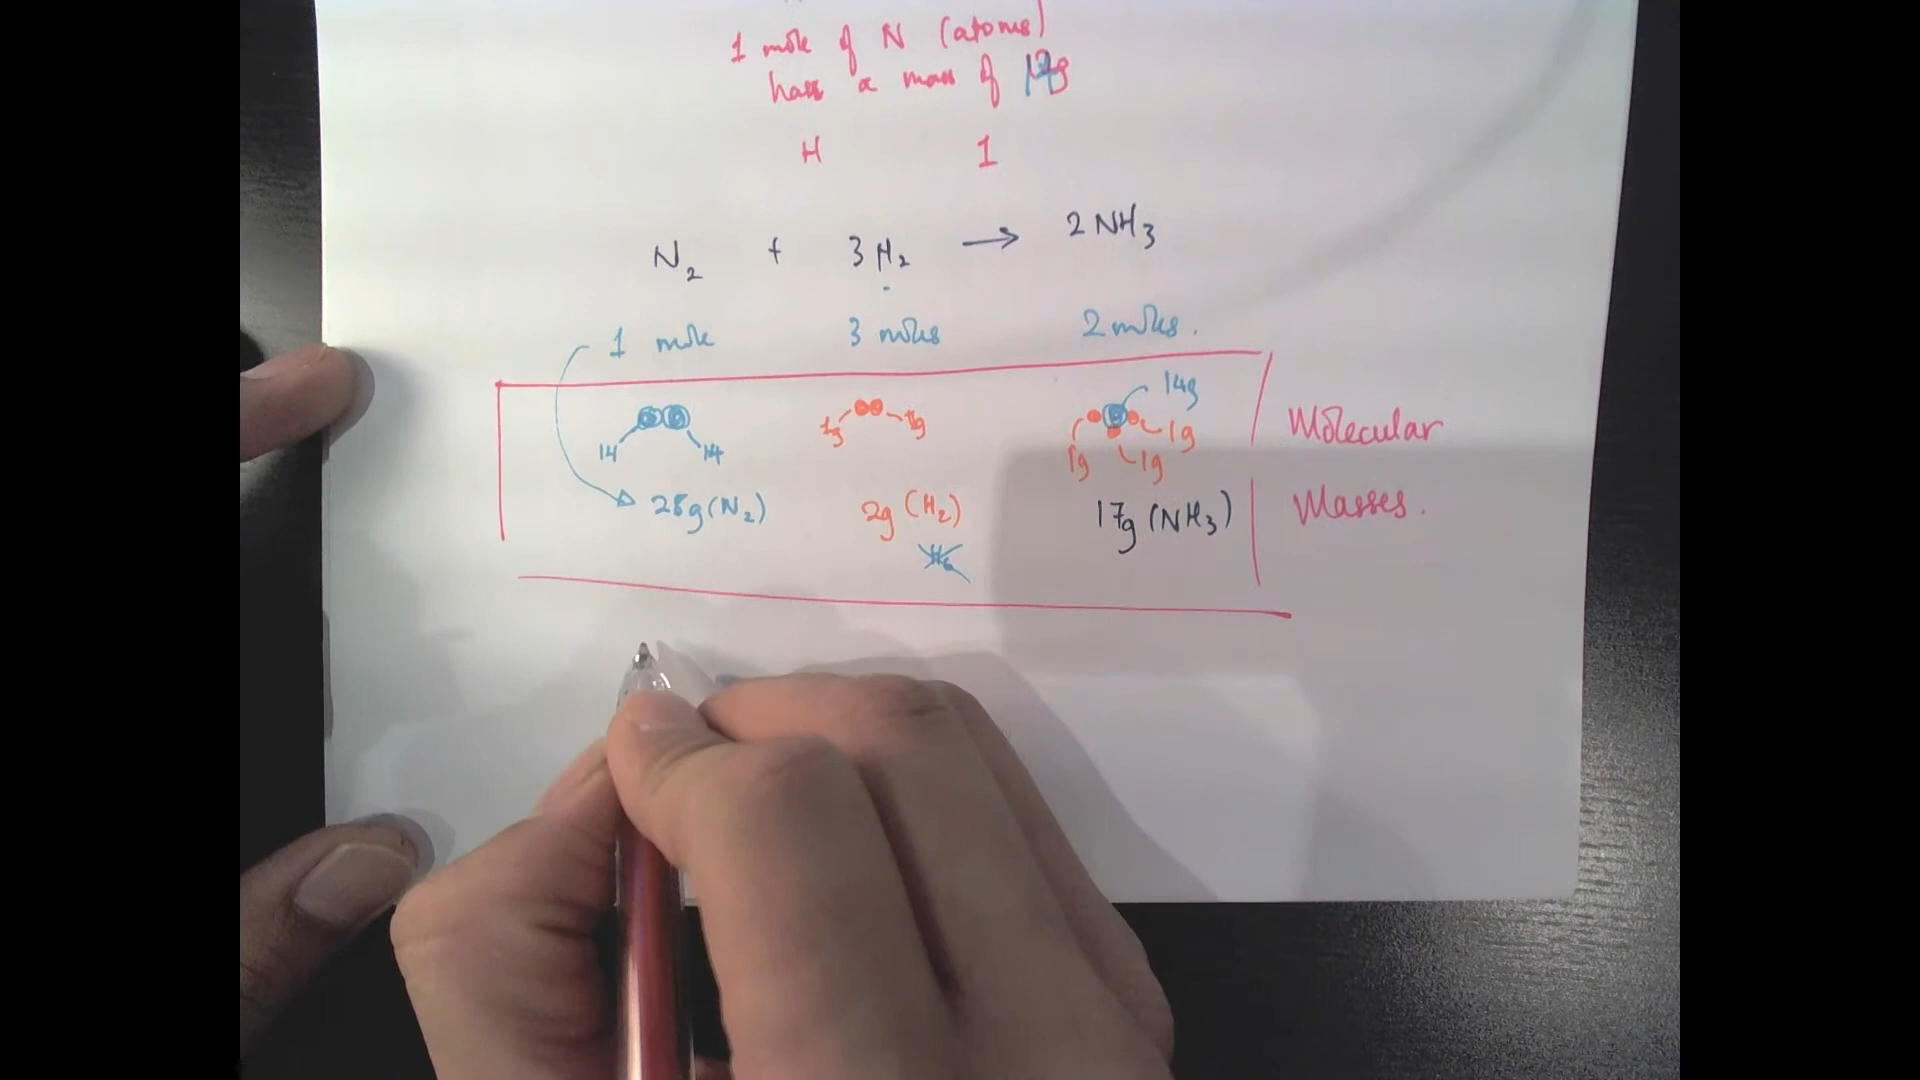 1 mole of N (atoms)
has a mass of
H 1
N₂ + 3H₂ → 2NH₃
1 mole 3 moles 2 moles.
14g
14 14 1g 1g 1g 1g 1g
28g (N₂) 2g (H₂) 17g (NH₃)
Molecular
Masses.